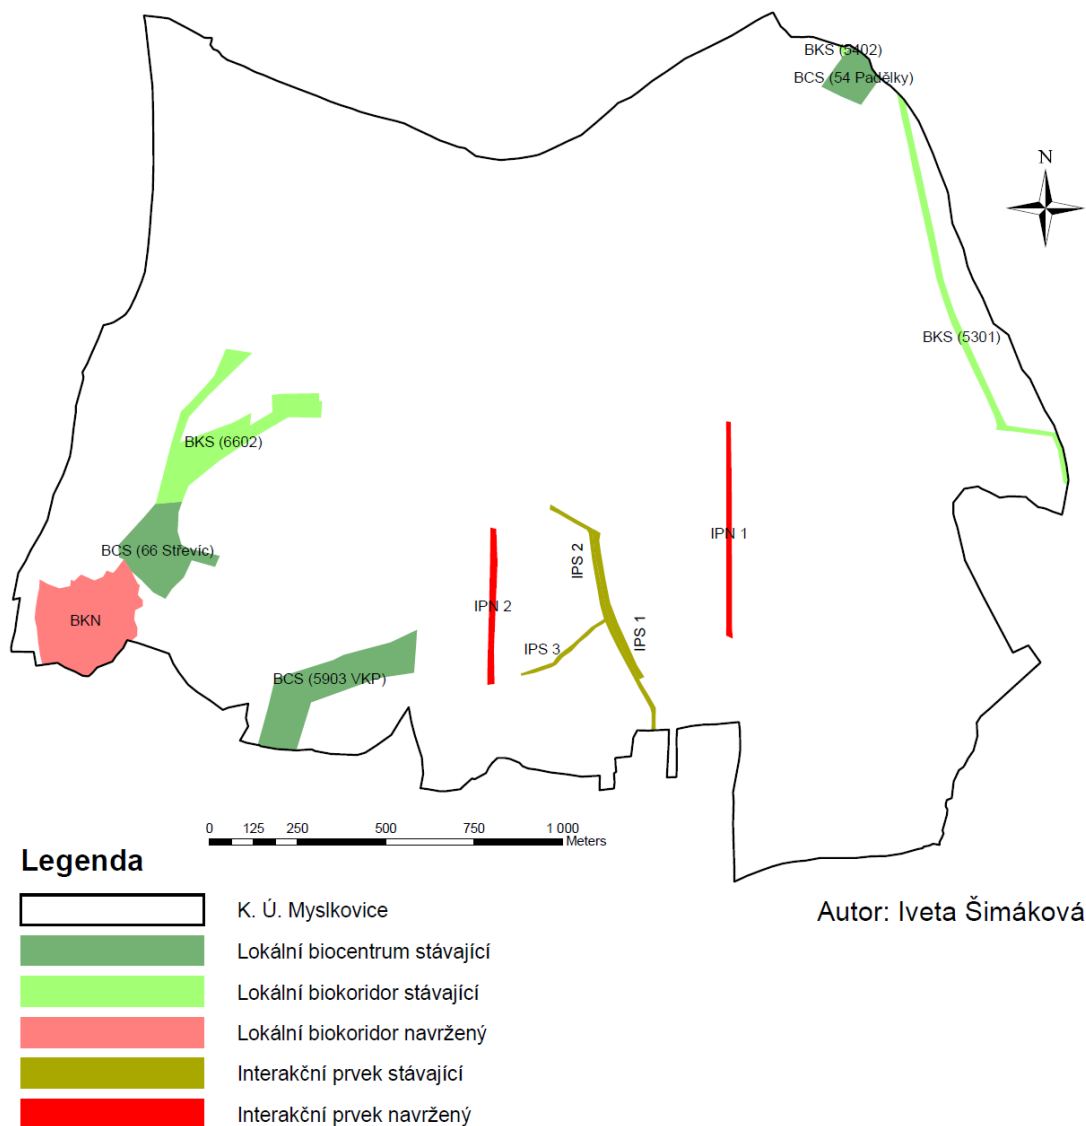 BKS (5402)
BCS (54 Padělky)
N
BKS (5301)
BKS (6602)
BCS (66 Střevíc)
BKN
BCS (5903 VKP)
IPN 2
IPS 2
IPS 3
IPS 1
IPN 1
0 125 250 500 750 1 000
Meters
Legenda
K. Ú. Myslkovice
Lokální biocentrum stávající
Lokální biokoridor stávající
Lokální biokoridor navržený
Interakční prvek stávající
Interakční prvek navržený
Autor: Iveta Šimáková